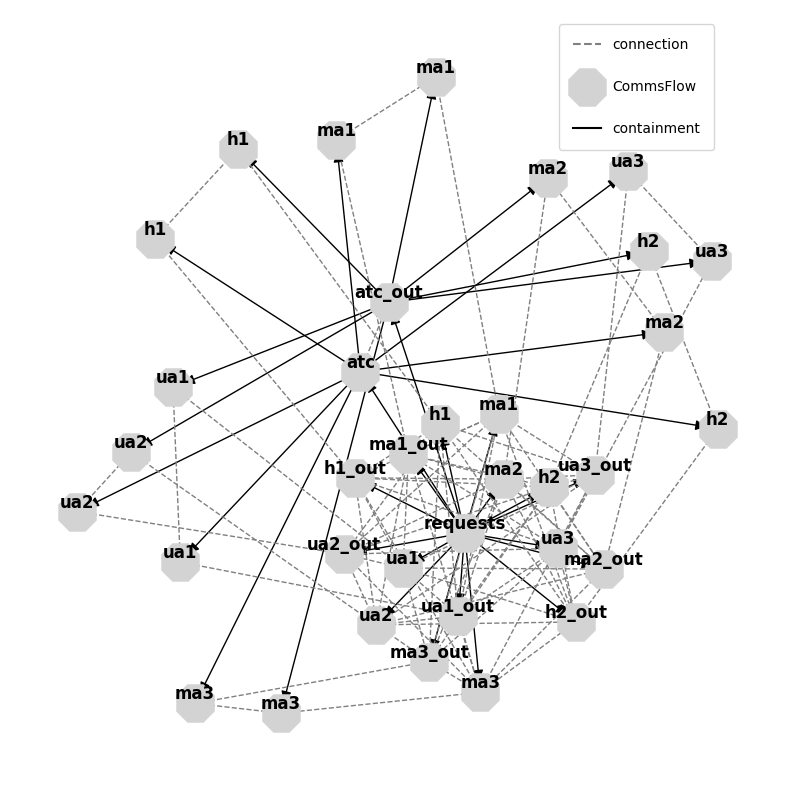 connection
CommsFlow
containment
ma1
ma1
h1
ua3
ma2
h1
h2
ua3
atc_out
ma2
atc
ua1
ma1
h1
h2
ua2
ma1_out
h1_out
ma2
ua3_out
h2
ua2
requests
ua3
ua2_out
ua1
ua1
ma2_out
ua1_out
ua2
h2_out
ma3_out
ma3
ma3
ma3